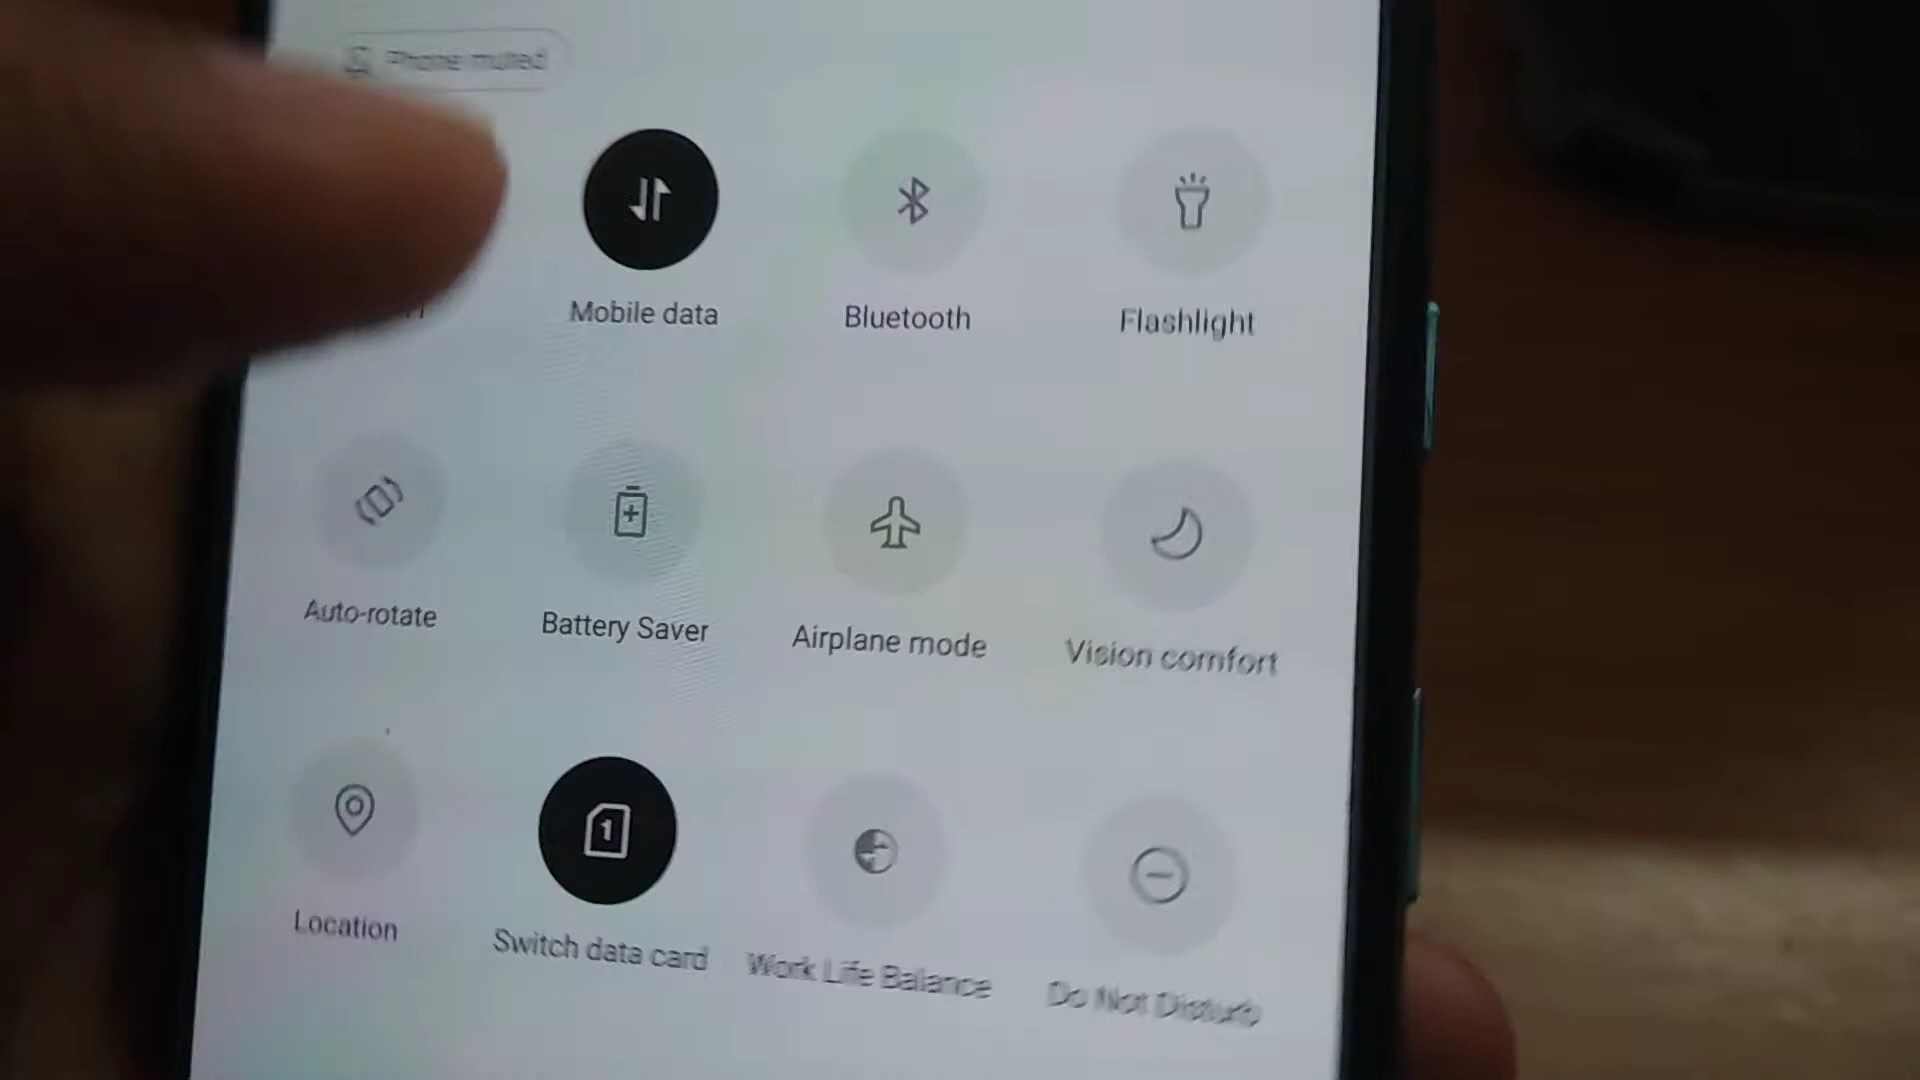 Phone muted
Mobile data
Bluetooth
Flashlight
Auto-rotate
Battery Saver
Airplane mode
Vision comfort
1
Location
Switch data card
Work Life Balance
Do Not Disturb